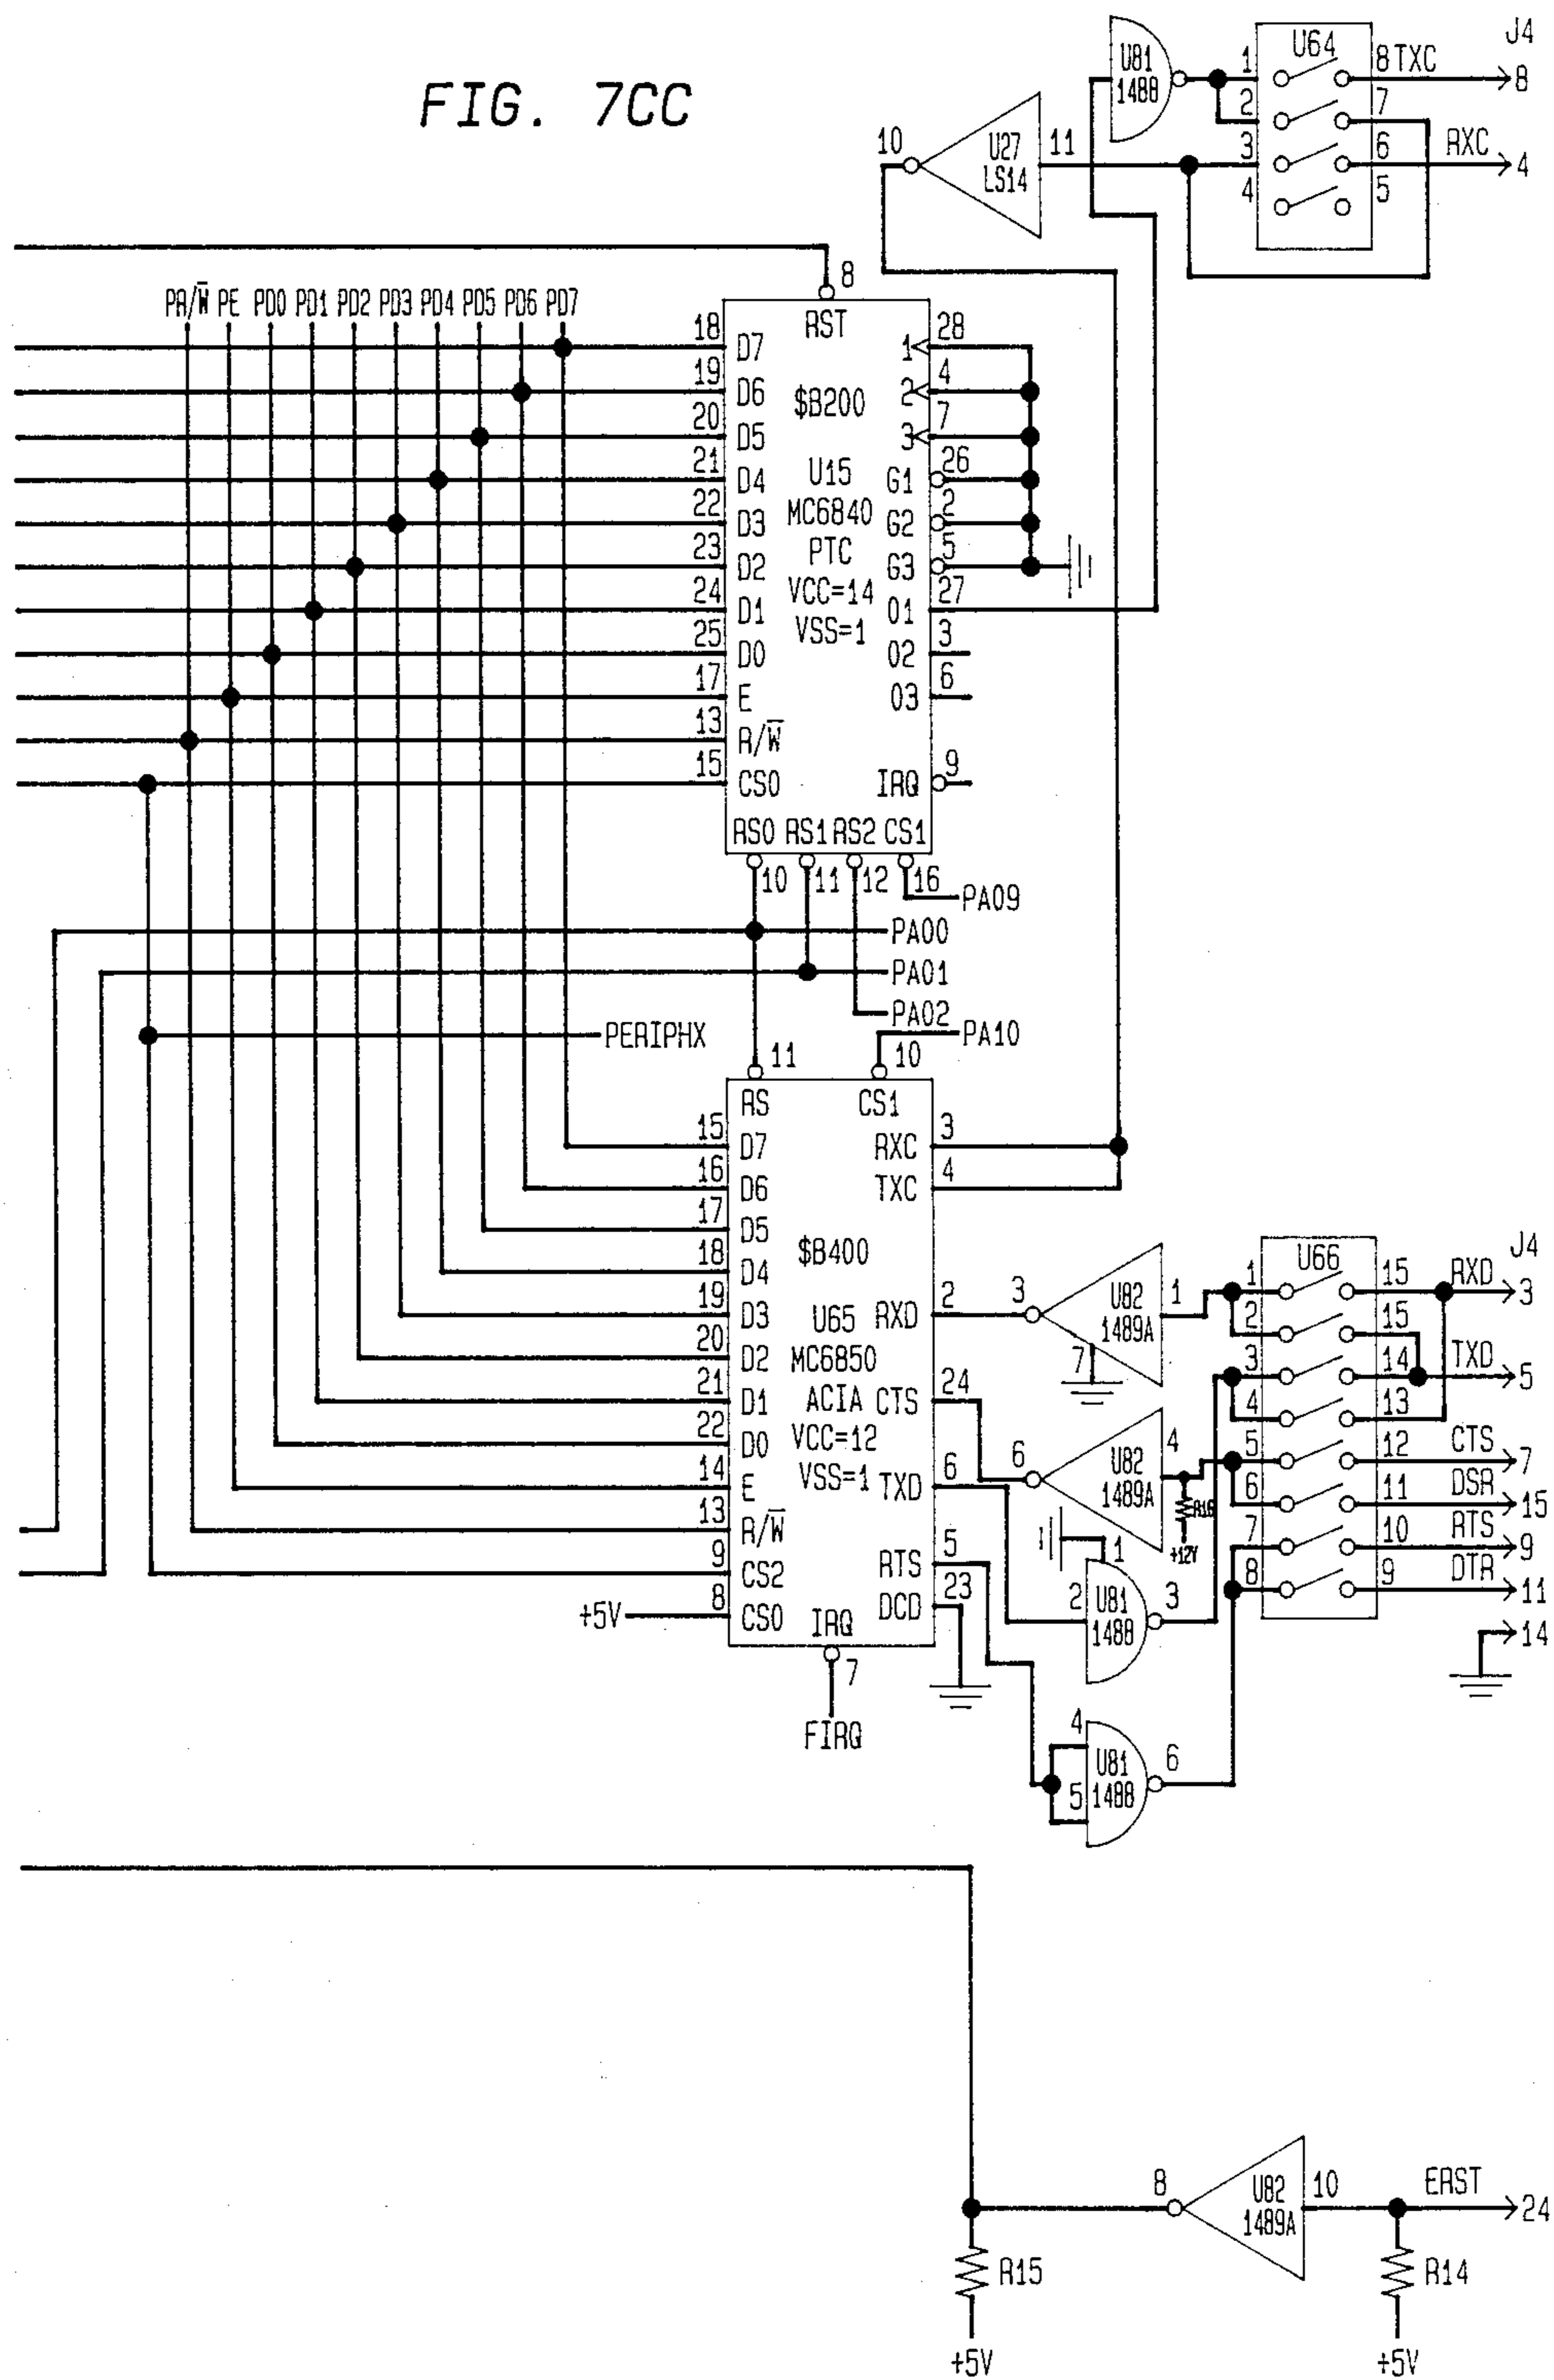 FIG. 7CC
J4
U81
1488
U64
1
2
3
4
8
7
6
5
TXC
8
RXC
4
10
U27
LS14
11
PR/W̅ PE PD0 PD1 PD2 PD3 PD4 PD5 PD6 PD7
8
RST
18 D7
19 D6
20 D5
21 D4
22 D3
23 D2
24 D1
25 D0
17 E
13 R/W̅
15 CS0
$B200
U15
MC6840
PTC
VCC=14
VSS=1
1 28
2 4
3 7
G1 26
G2 2
G3 5
O1 27
O2 3
O3 6
IRQ 9
RS0 RS1 RS2 CS1
10 11 12 16
PA09
PA00
PA01
PA02
PERIPHX
PA10
11 10
RS CS1
15 D7
16 D6
17 D5
18 D4
19 D3
20 D2
21 D1
22 D0
14 E
13 R/W̅
9 CS2
+5V 8 CS0
$B400
U65
MC6850
ACIA
VCC=12
VSS=1
RXC 3
TXC 4
RXD 2
CTS 24
TXD 6
RTS 5
DCD 23
IRQ
7
FIRQ
3
U82
1489A
1
7
6
U82
1489A
4
R16
+12V
1
2
U81
1488
3
4
5
U81
1488
6
U66
J4
1 15 RXD 3
2 15
3 14 TXD 5
4 13
5 12 CTS 7
6 11 DSR 15
7 10 RTS 9
8 9 DTR 11
14
8
U82
1489A
10
ERST
24
R15
R14
+5V
+5V